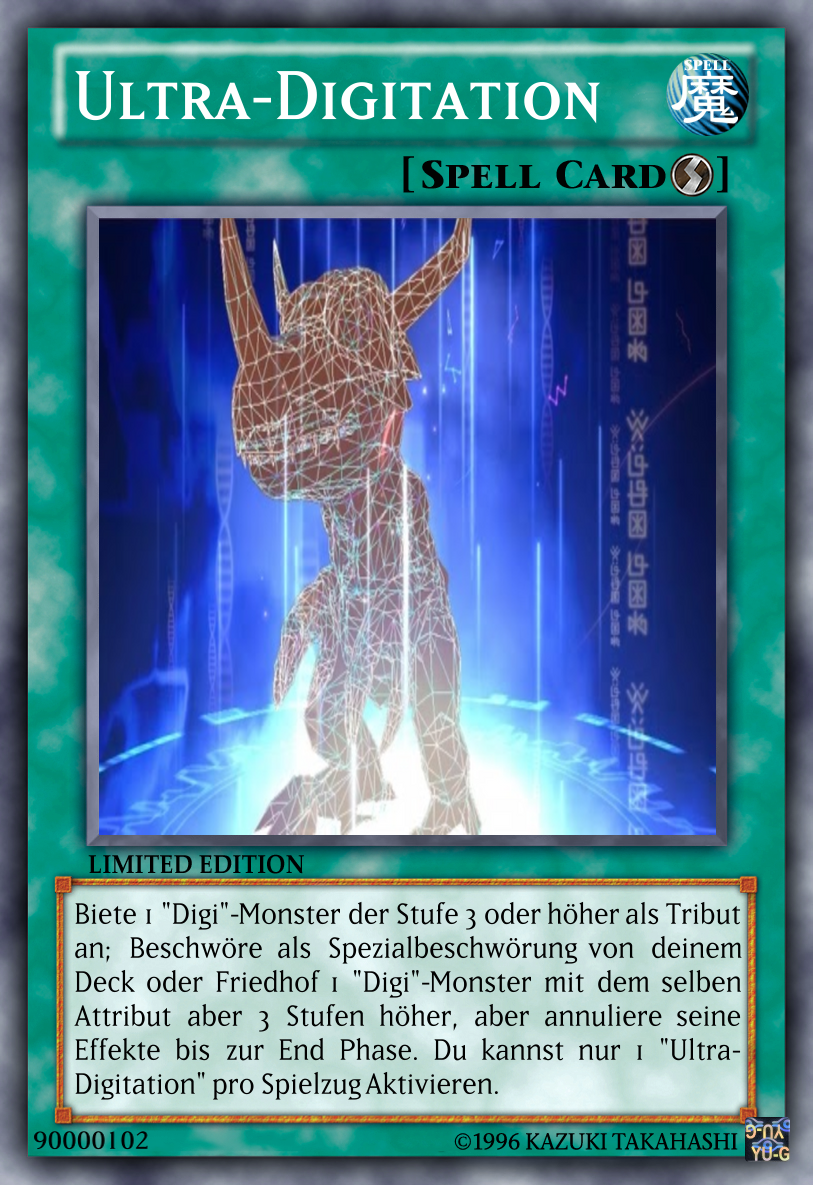 ULTRA-DIGITATION
SPELL
魔
[SPELL CARD]
LIMITED EDITION
Biete 1 "Digi"-Monster der Stufe 3 oder höher als Tribut
an; Beschwöre als Spezialbeschwörung von deinem
Deck oder Friedhof 1 "Digi"-Monster mit dem selben
Attribut aber 3 Stufen höher, aber annuliere seine
Effekte bis zur End Phase. Du kannst nur 1 "Ultra-
Digitation" pro Spielzug Aktivieren.
90000102
©1996 KAZUKI TAKAHASHI
YU-G
YU-G